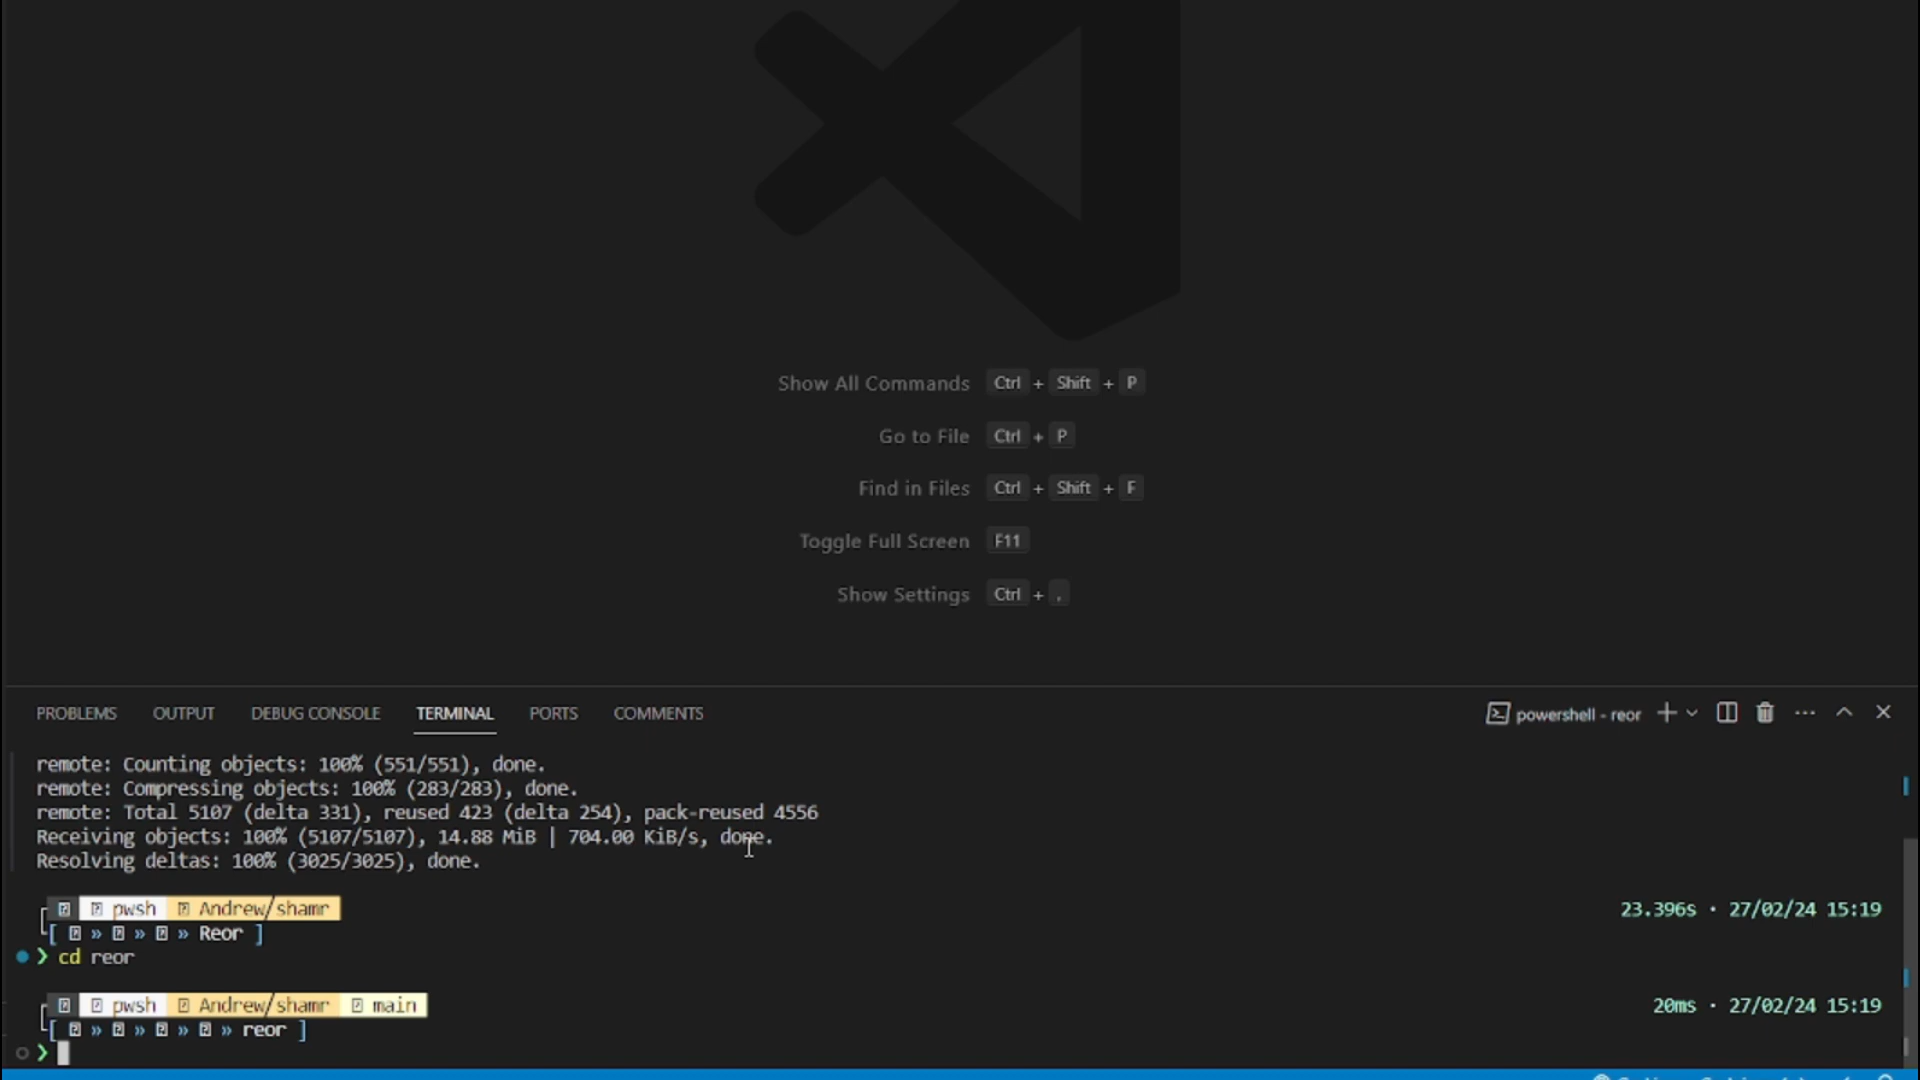 Show All Commands Ctrl + Shift + P
Go to File Ctrl + P
Find in Files Ctrl + Shift + F
Toggle Full Screen F11
Show Settings Ctrl + ,
PROBLEMS OUTPUT DEBUG CONSOLE TERMINAL PORTS COMMENTS powershell - reor
remote: Counting objects: 100% (551/551), done.
remote: Compressing objects: 100% (283/283), done.
remote: Total 5107 (delta 331), reused 423 (delta 254), pack-reused 4556
Receiving objects: 100% (5107/5107), 14.88 MiB | 704.00 KiB/s, done.
Resolving deltas: 100% (3025/3025), done.
pwsh Andrew/shamr 23.396s · 27/02/24 15:19
[ » » » Reor ]
❯ cd reor
pwsh Andrew/shamr main 20ms · 27/02/24 15:19
[ » » » » reor ]
❯